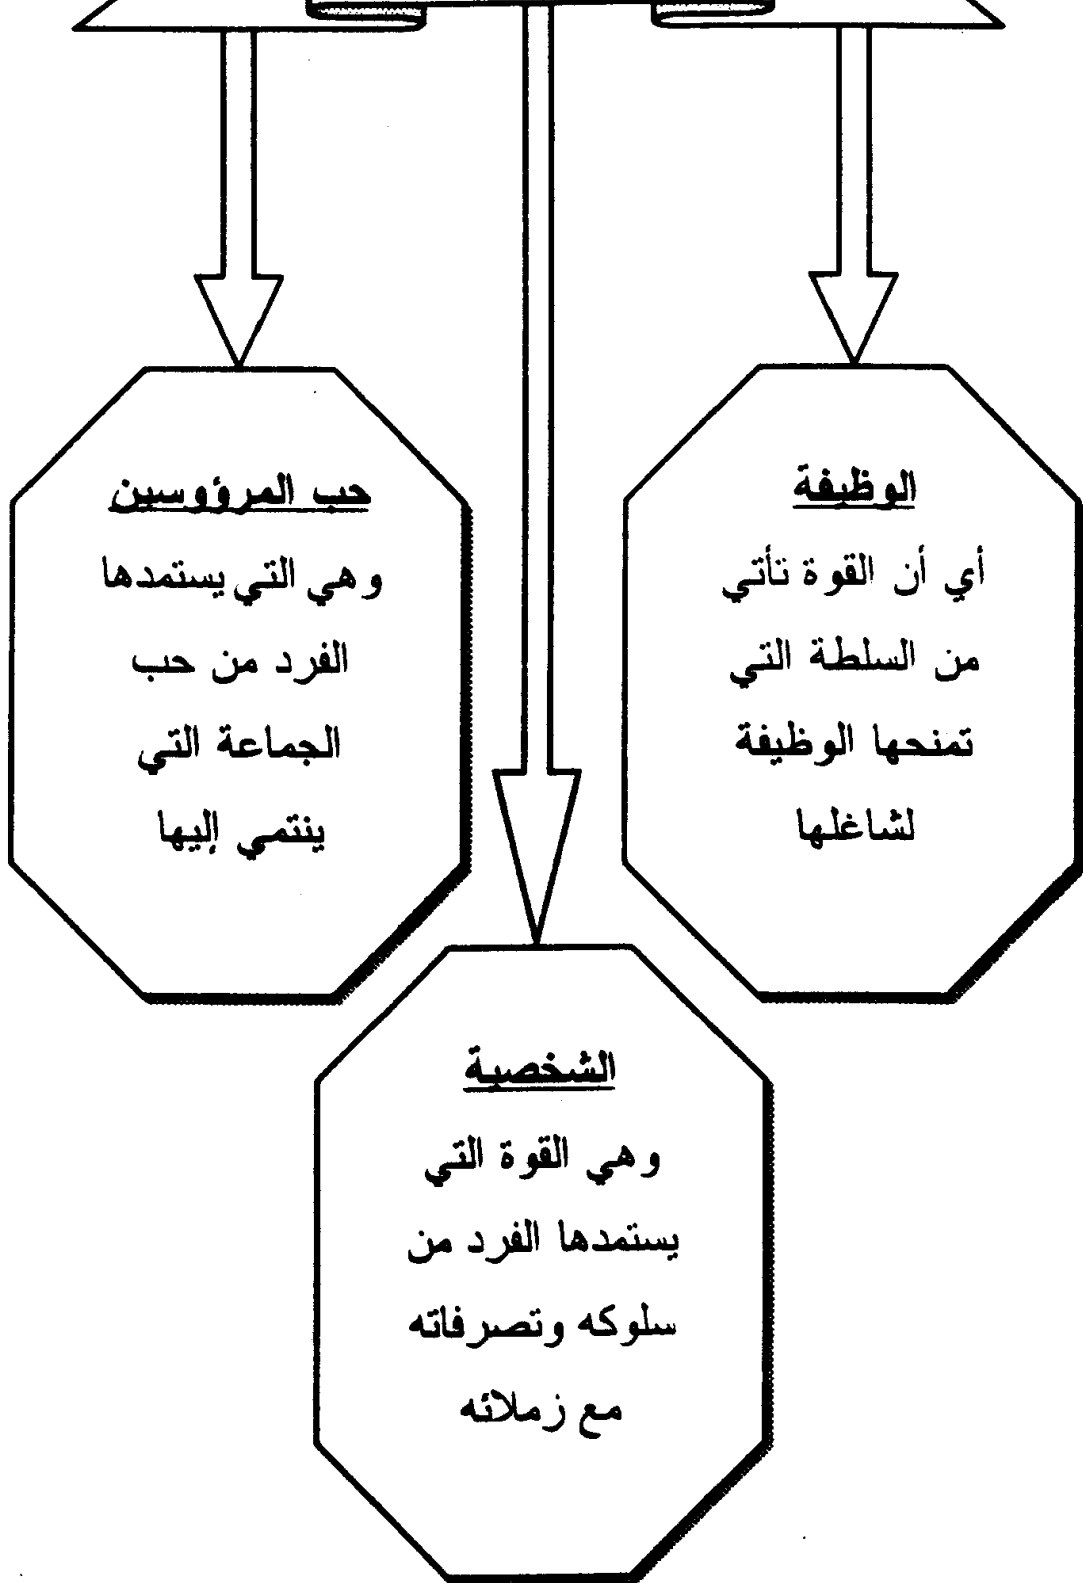 الوظيفة
أي أن القوة تأتي
من السلطة التي
تمنحها الوظيفة
لشاغلها
حب المرؤوسين
وهي التي يستمدها
الفرد من حب
الجماعة التي
ينتمي إليها
الشخصية
وهي القوة التي
يستمدها الفرد من
سلوكه وتصرفاته
مع زملائه